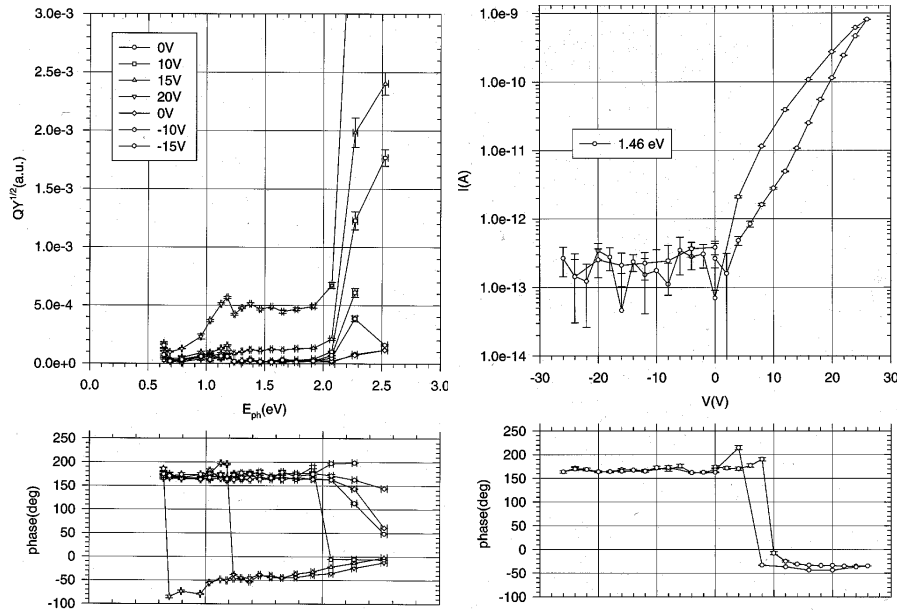 3.0e-3
2.5e-3
2.0e-3
1.5e-3
1.0e-3
5.0e-4
0.0e+0
QY1/2(a.u.)
0V
10V
15V
20V
0V
-10V
-15V
0.0 0.5 1.0 1.5 2.0 2.5 3.0
Eph(eV)
1.0e-9
1.0e-10
1.0e-11
1.0e-12
1.0e-13
1.0e-14
I(A)
1.46 eV
-30 -20 -10 0 10 20 30
V(V)
250
200
150
100
50
0
-50
-100
phase(deg)
250
200
150
100
50
0
-50
-100
phase(deg)